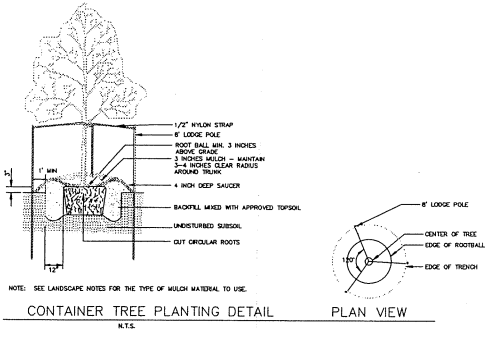 1/2" NYLON STRAP
8' LODGE POLE
ROOT BALL MIN. 3 INCHES
ABOVE GRADE
3 INCHES MULCH - MAINTAIN
3-4 INCHES CLEAR RADIUS
AROUND TRUNK
3"
1' MIN
4 INCH DEEP SAUCER
BACKFILL MIXED WITH APPROVED TOPSOIL
UNDISTURBED SUBSOIL
CUT CIRCULAR ROOTS
12"
8' LODGE POLE
CENTER OF TREE
EDGE OF ROOTBALL
120°
EDGE OF TRENCH
NOTE: SEE LANDSCAPE NOTES FOR THE TYPE OF MULCH MATERIAL TO USE.
CONTAINER TREE PLANTING DETAIL
PLAN VIEW
N.T.S.